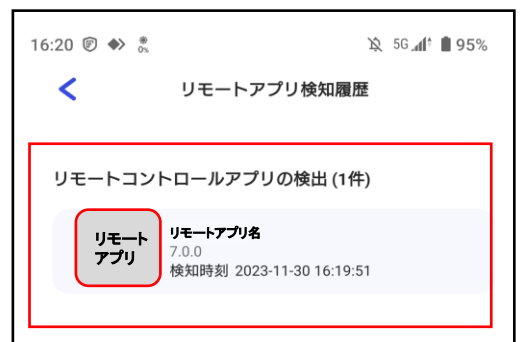 16:20 0% 5G 95%
リモートアプリ検知履歴
リモートコントロールアプリの検出 (1件)
リモート
アプリ
リモートアプリ名
7.0.0
検知時刻 2023-11-30 16:19:51